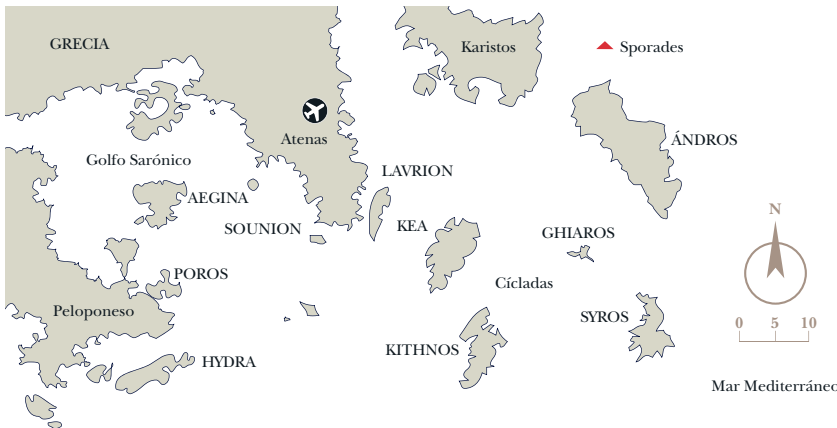 GRECIA
Karistos
Sporades
Atenas
ÁNDROS
Golfo Sarónico
LAVRION
AEGINA
SOUNION
KEA
GHIAROS
N
POROS
Cícladas
Peloponeso
SYROS
0 5 10
KITHNOS
HYDRA
Mar Mediterráneo